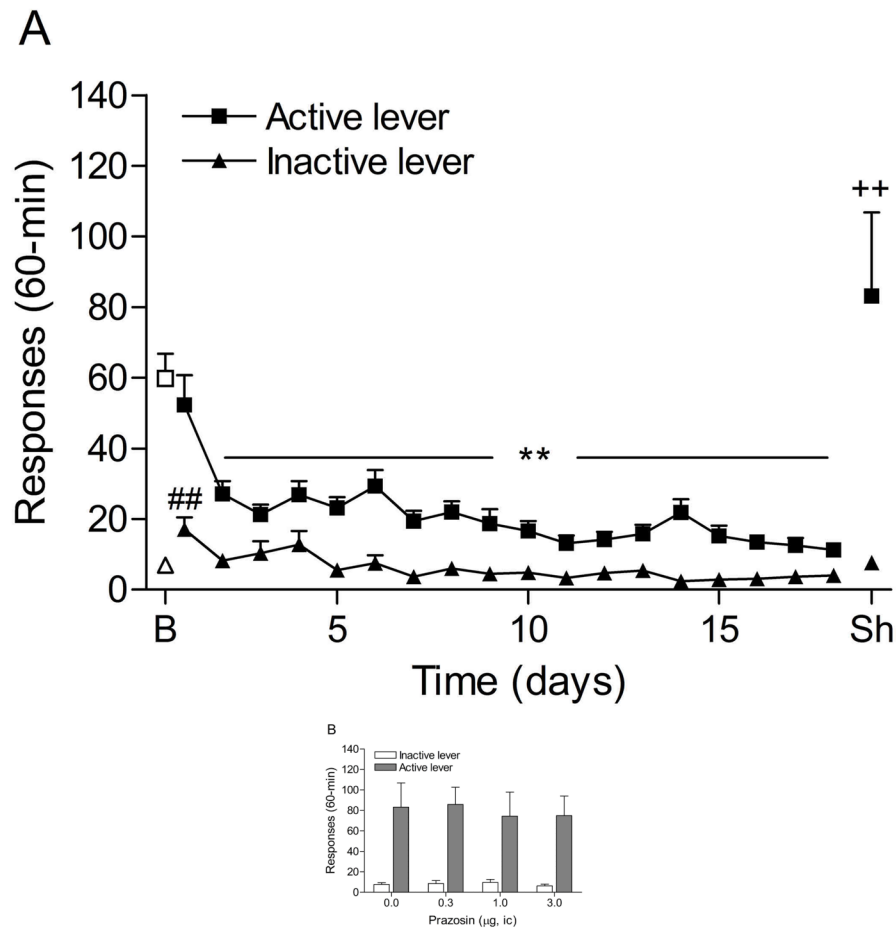 A
140
120
100
80
60
40
20
0
Responses (60-min)
Active lever
Inactive lever
##
**
++
B 5 10 15 Sh
Time (days)
B
140
120
100
80
60
40
20
0
Responses (60-min)
Inactive lever
Active lever
0.0 0.3 1.0 3.0
Prazosin (μg, ic)